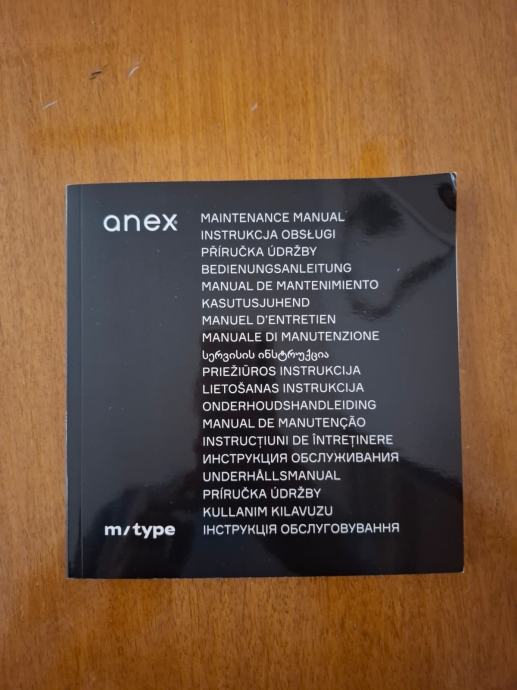 anex
MAINTENANCE MANUAL
INSTRUKCJA OBSŁUGI
PŘÍRUČKA ÚDRŽBY
BEDIENUNGSANLEITUNG
MANUAL DE MANTENIMIENTO
KASUTUSJUHEND
MANUEL D'ENTRETIEN
MANUALE DI MANUTENZIONE
სერვისის ინსტრუქცია
PRIEŽIŪROS INSTRUKCIJA
LIETOŠANAS INSTRUKCIJA
ONDERHOUDSHANDLEIDING
MANUAL DE MANUTENÇÃO
INSTRUCȚIUNI DE ÎNTREȚINERE
ИНСТРУКЦИЯ ОБСЛУЖИВАНИЯ
UNDERHÅLLSMANUAL
PRÍRUČKA ÚDRŽBY
KULLANIM KILAVUZU
ІНСТРУКЦІЯ ОБСЛУГОВУВАННЯ
m/type